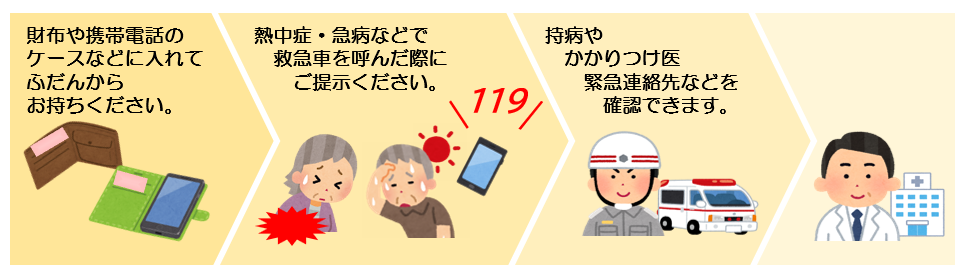 財布や携帯電話の
ケースなどに入れて
ふだんから
お持ちください。
熱中症・急病などで
救急車を呼んだ際に
ご提示ください。
119
持病や
かかりつけ医
緊急連絡先などを
確認できます。